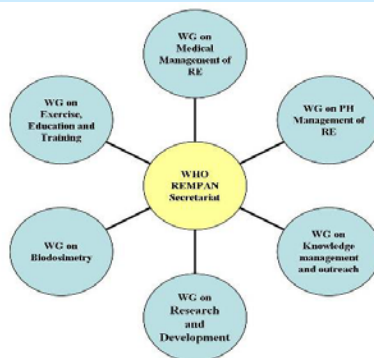 WG on
Medical
Management of
RE
WG on
Exercise,
Education and
Training
WG on PH
Management of
RE
WHO
REMPAN
Secretariat
WG on
Biodosimetry
WG on
Knowledge
management
and outreach
WG on
Research
and
Development